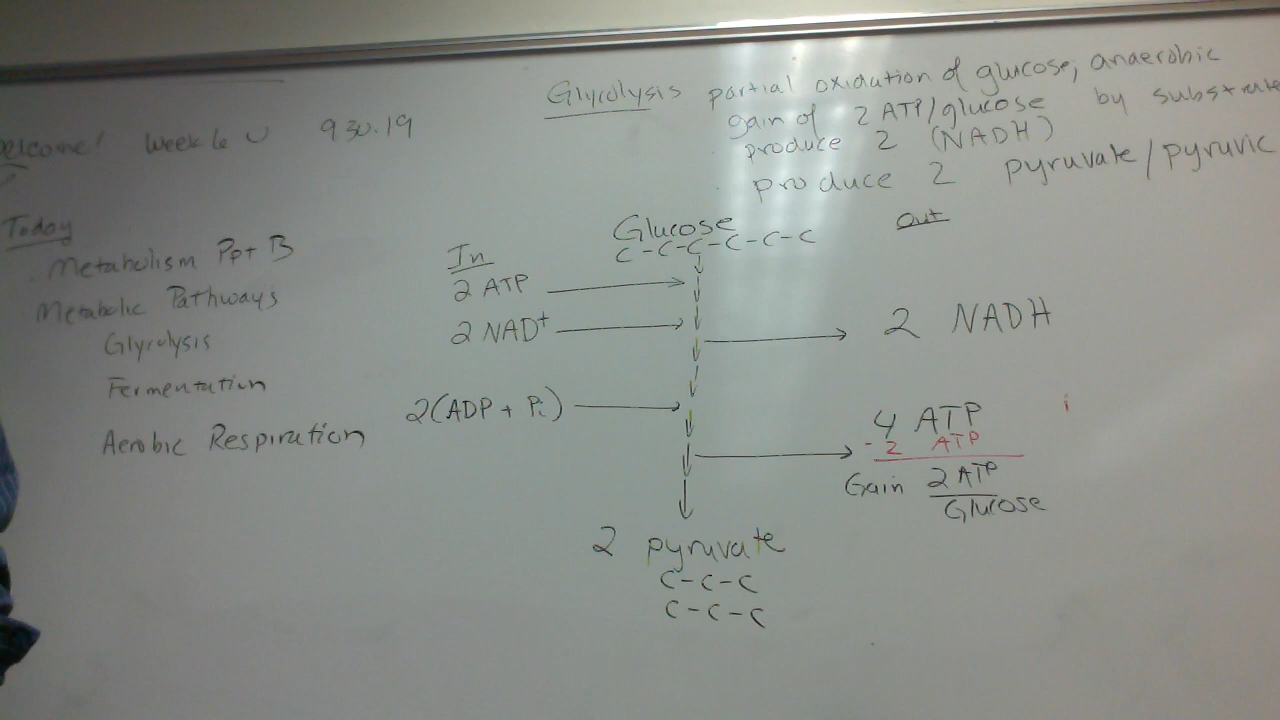 Welcome! Week 6 U 9 30.19
Glycolysis partial oxidation of glucose, anaerobic
gain of 2 ATP/glucose by substrate
produce 2 (NADH)
produce 2 pyruvate/pyruvic
Today
Metabolism Ppt B
Metabolic Pathways
Glycolysis
Fermentation
Aerobic Respiration
Glucose
C-C-C-C-C-C
In
2 ATP
2 NAD+
2(ADP + Pi)
Out
2 NADH
4 ATP
- 2 ATP
Gain 2 ATP
Glucose
2 pyruvate
C-C-C
C-C-C